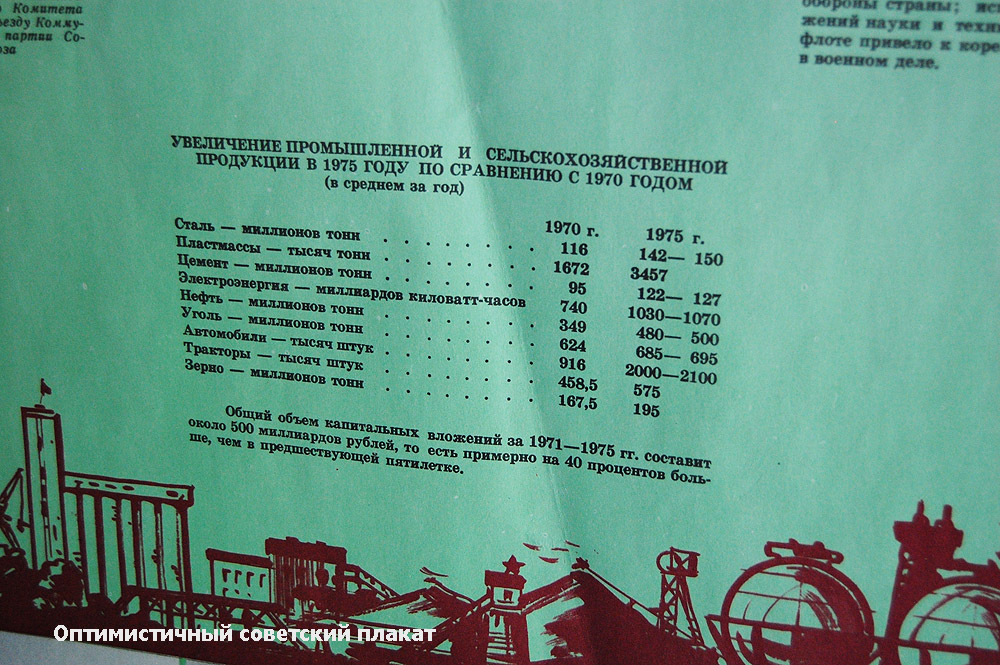 Комитета
ъезду Комму-
партии Со-
юза
обороны страны; исп
жений науки и техни
флоте привело к коре
в военном деле.
УВЕЛИЧЕНИЕ ПРОМЫШЛЕННОЙ И СЕЛЬСКОХОЗЯЙСТВЕННОЙ
ПРОДУКЦИИ В 1975 ГОДУ ПО СРАВНЕНИЮ С 1970 ГОДОМ
(в среднем за год)
1970 г. 1975 г.
Сталь — миллионов тонн . . . . . . . . 116 142— 150
Пластмассы — тысяч тонн . . . . . . . . 1672 3457
Цемент — миллионов тонн . . . . . . . . 95 122— 127
Электроэнергия — миллиардов киловатт-часов 740 1030—1070
Нефть — миллионов тонн . . . . . . . . 349 480— 500
Уголь — миллионов тонн . . . . . . . . 624 685— 695
Автомобили — тысяч штук . . . . . . . . 916 2000—2100
Тракторы — тысяч штук . . . . . . . . 458,5 575
Зерно — миллионов тонн . . . . . . . . 167,5 195
Общий объем капитальных вложений за 1971—1975 гг. составит
около 500 миллиардов рублей, то есть примерно на 40 процентов боль-
ше, чем в предшествующей пятилетке.
Оптимистичный советский плакат